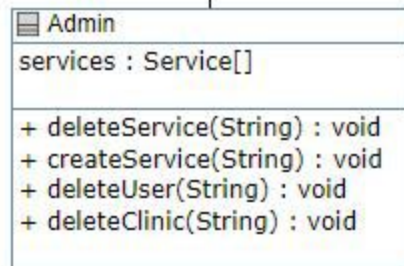 Admin
services : Service[]
+ deleteService(String) : void
+ createService(String) : void
+ deleteUser(String) : void
+ deleteClinic(String) : void